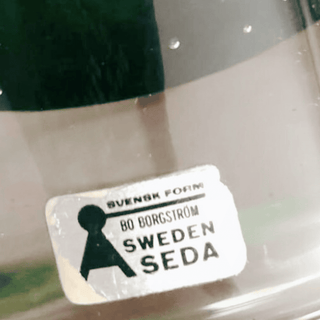 SVENSK FORM
BO BORGSTRÖM
SWEDEN
SEDA